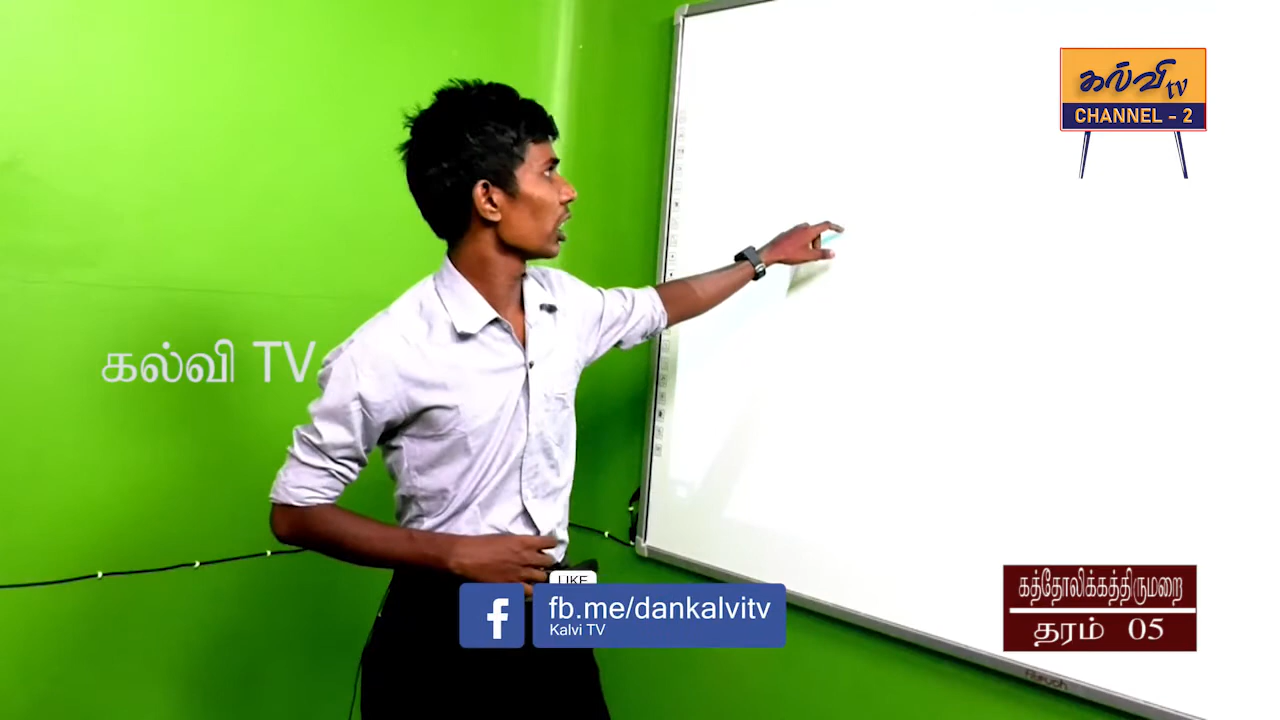 கல்வி tv
CHANNEL - 2
கல்வி TV
LIKE
fb.me/dankalvitv
Kalvi TV
கத்தோலிக்கத்திருமறை
தரம் 05